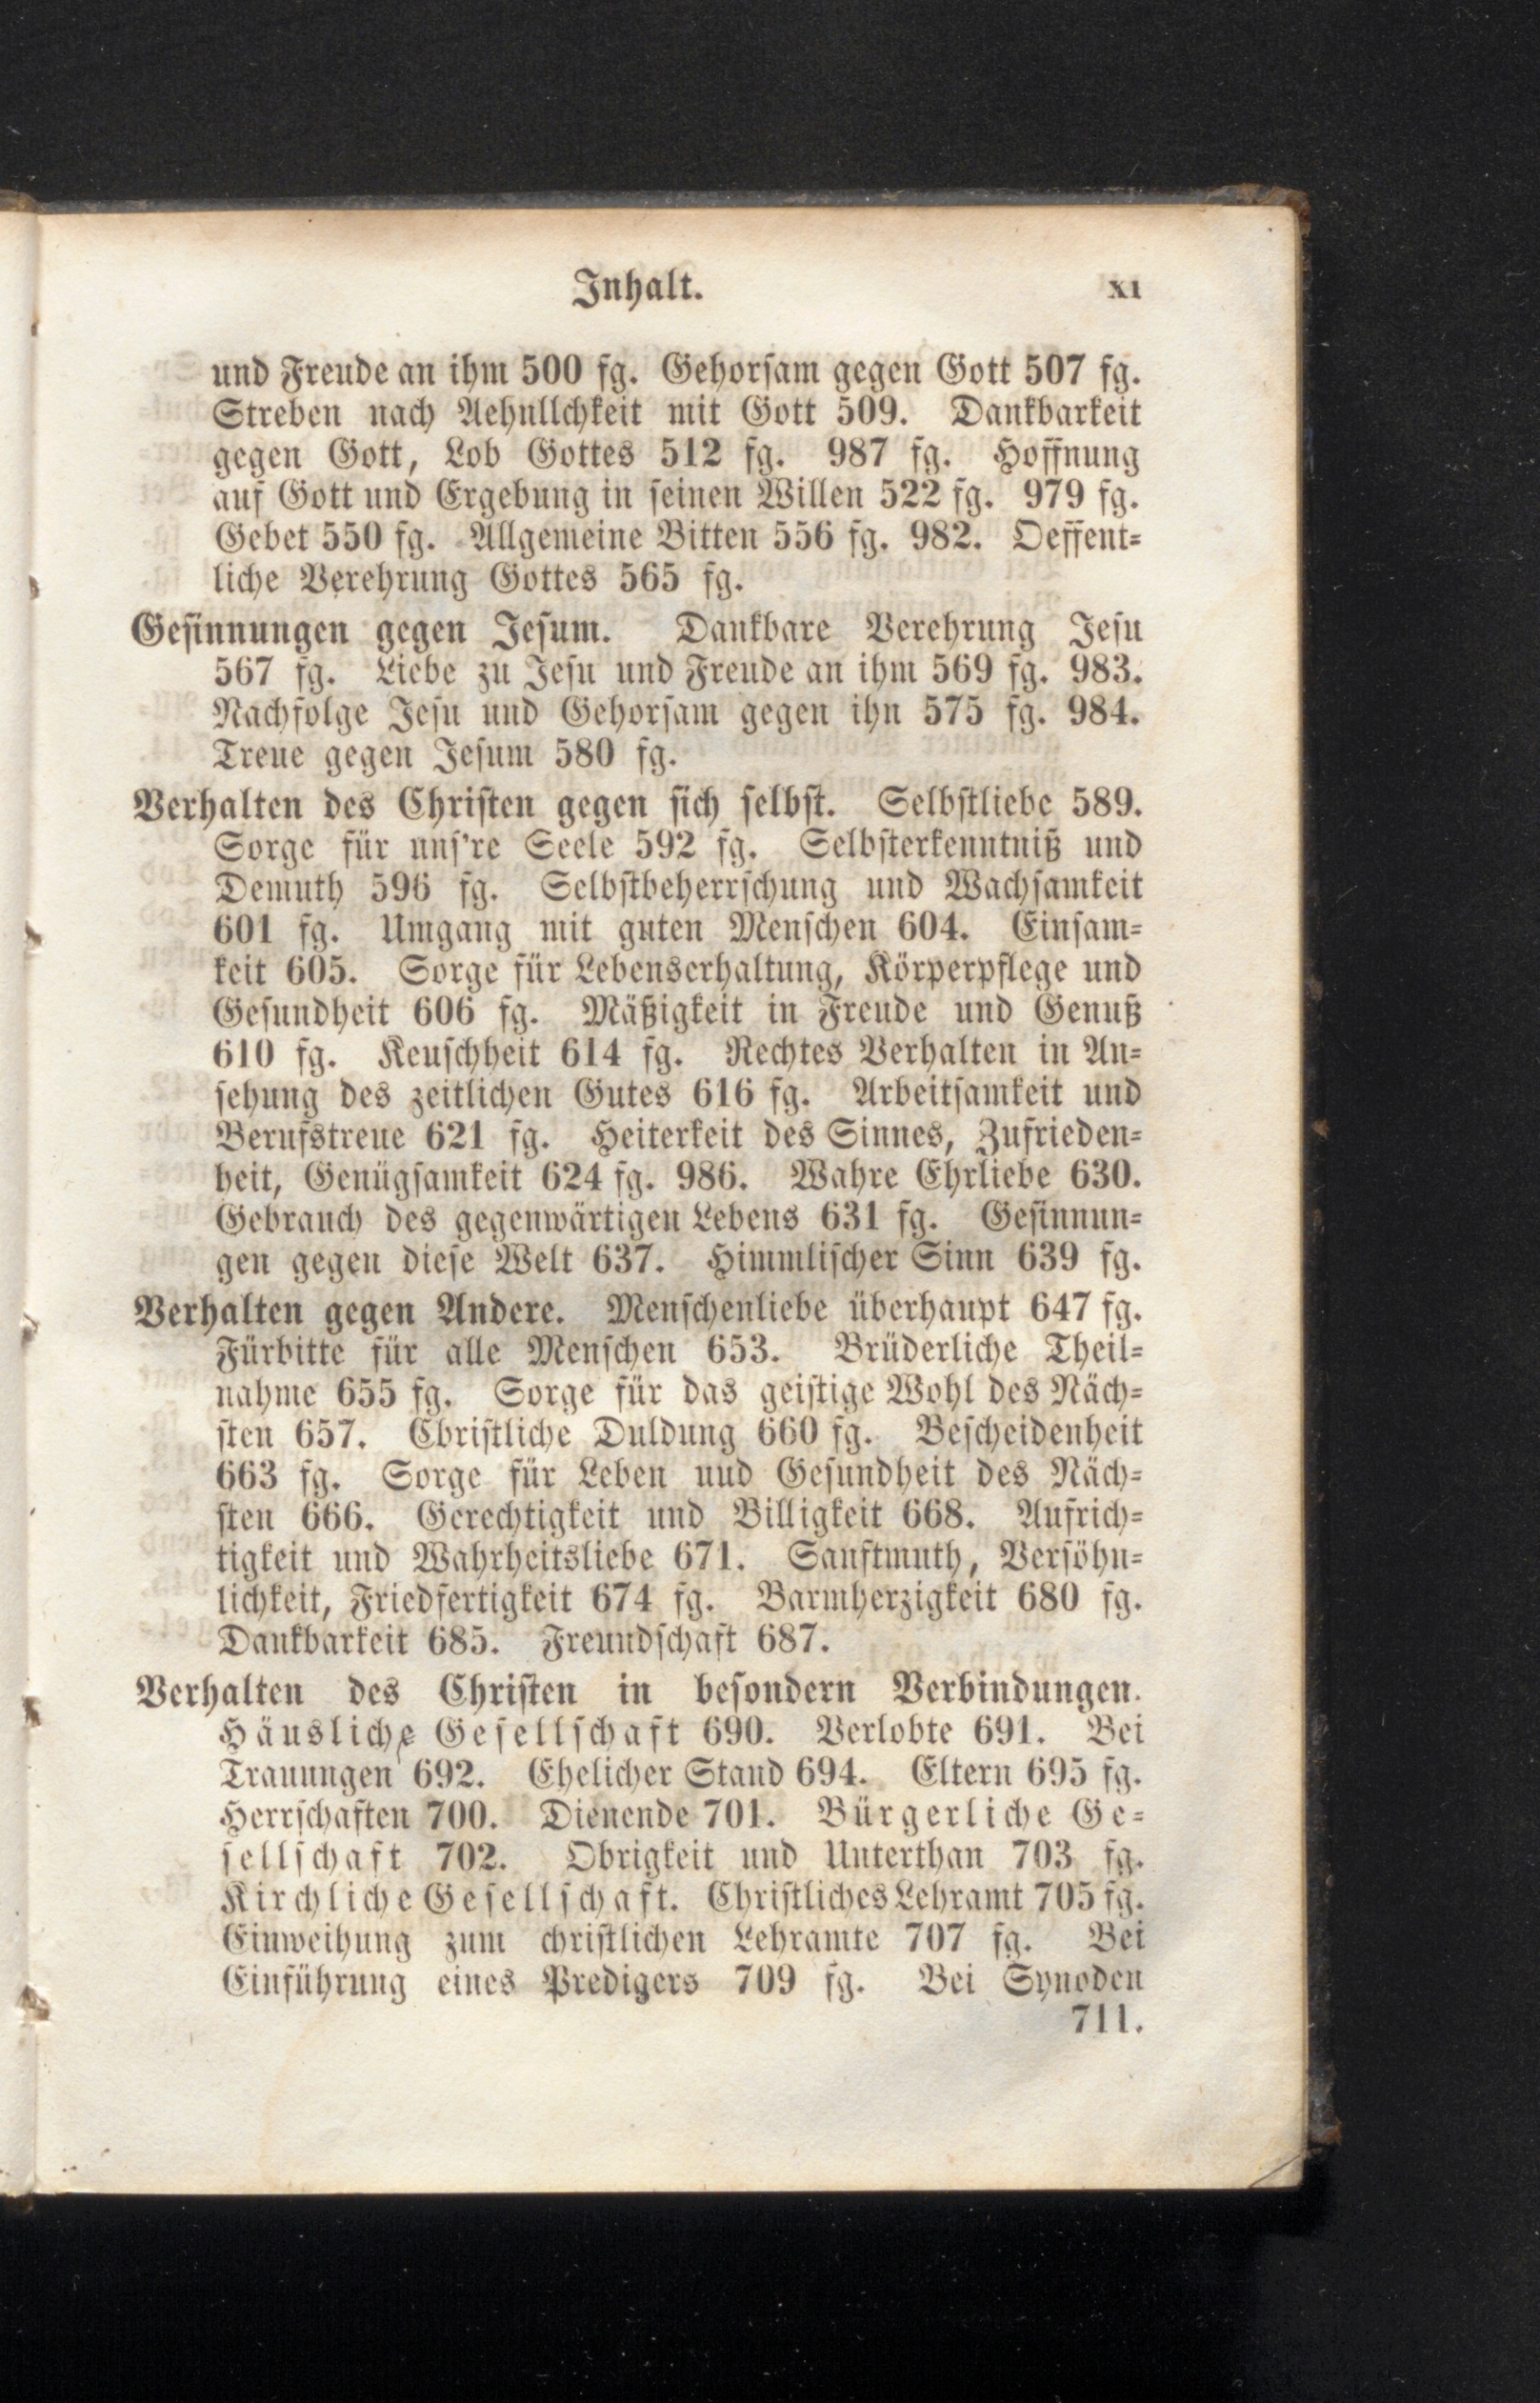 Inhalt. XI
und Freude an ihm 500 fg. Gehorsam gegen Gott 507 fg.
Streben nach Aehnllchkeit mit Gott 509. Dankbarkeit
gegen Gott, Lob Gottes 512 fg. 987 fg. Hoffnung
auf Gott und Ergebung in seinen Willen 522 fg. 979 fg.
Gebet 550 fg. Allgemeine Bitten 556 fg. 982. Oeffent-
liche Verehrung Gottes 565 fg.
Gesinnungen gegen Jesum. Dankbare Verehrung Jesu
567 fg. Liebe zu Jesu und Freude an ihm 569 fg. 983.
Nachfolge Jesu und Gehorsam gegen ihn 575 fg. 984.
Treue gegen Jesum 580 fg.
Verhalten des Christen gegen sich selbst. Selbstliebe 589.
Sorge für uns're Seele 592 fg. Selbsterkenntniß und
Demuth 596 fg. Selbstbeherrschung und Wachsamkeit
601 fg. Umgang mit guten Menschen 604. Einsam-
keit 605. Sorge für Lebenserhaltung, Körperpflege und
Gesundheit 606 fg. Mäßigkeit in Freude und Genuß
610 fg. Keuschheit 614 fg. Rechtes Verhalten in An-
sehung des zeitlichen Gutes 616 fg. Arbeitsamkeit und
Berufstreue 621 fg. Heiterkeit des Sinnes, Zufrieden-
heit, Genügsamkeit 624 fg. 986. Wahre Ehrliebe 630.
Gebrauch des gegenwärtigen Lebens 631 fg. Gesinnun-
gen gegen diese Welt 637. Himmlischer Sinn 639 fg.
Verhalten gegen Andere. Menschenliebe überhaupt 647 fg.
Fürbitte für alle Menschen 653. Brüderliche Theil-
nahme 655 fg. Sorge für das geistige Wohl des Näch-
sten 657. Christliche Duldung 660 fg. Bescheidenheit
663 fg. Sorge für Leben und Gesundheit des Näch-
sten 666. Gerechtigkeit und Billigkeit 668. Aufrich-
tigkeit und Wahrheitsliebe 671. Sanftmuth, Versöhn-
lichkeit, Friedfertigkeit 674 fg. Barmherzigkeit 680 fg.
Dankbarkeit 685. Freundschaft 687.
Verhalten des Christen in besondern Verbindungen.
Häusliche Gesellschaft 690. Verlobte 691. Bei
Trauungen 692. Ehelicher Stand 694. Eltern 695 fg.
Herrschaften 700. Dienende 701. Bürgerliche Ge-
sellschaft 702. Obrigkeit und Unterthan 703 fg.
Kirchliche Gesellschaft. Christliches Lehramt 705 fg.
Einweihung zum christlichen Lehramte 707 fg. Bei
Einführung eines Predigers 709 fg. Bei Synoden
711.